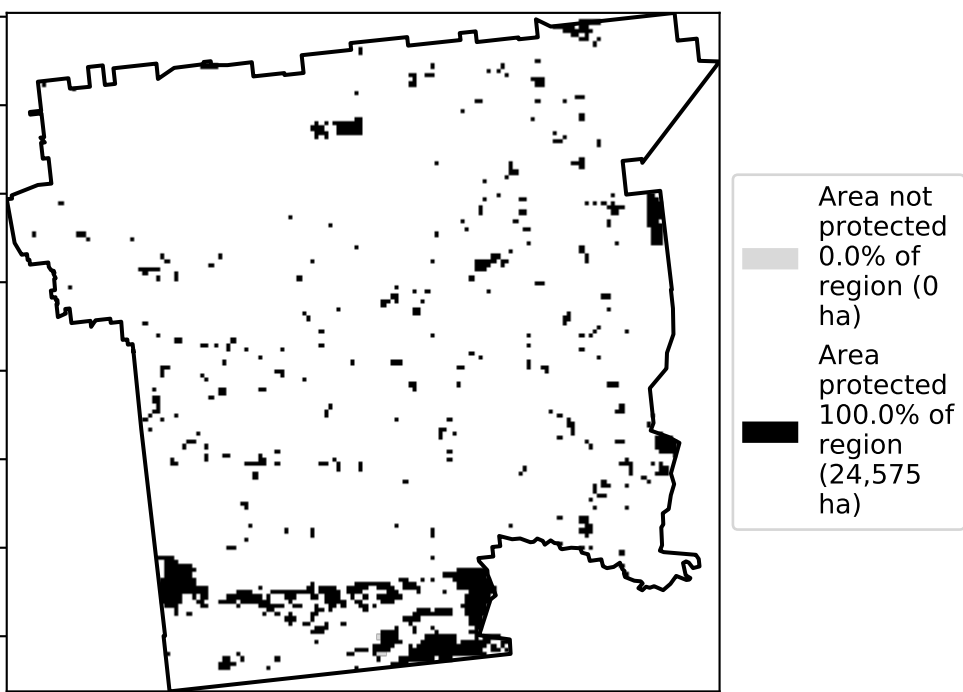 Area not
protected
0.0% of
region (0
ha)
Area
protected
100.0% of
region
(24,575
ha)